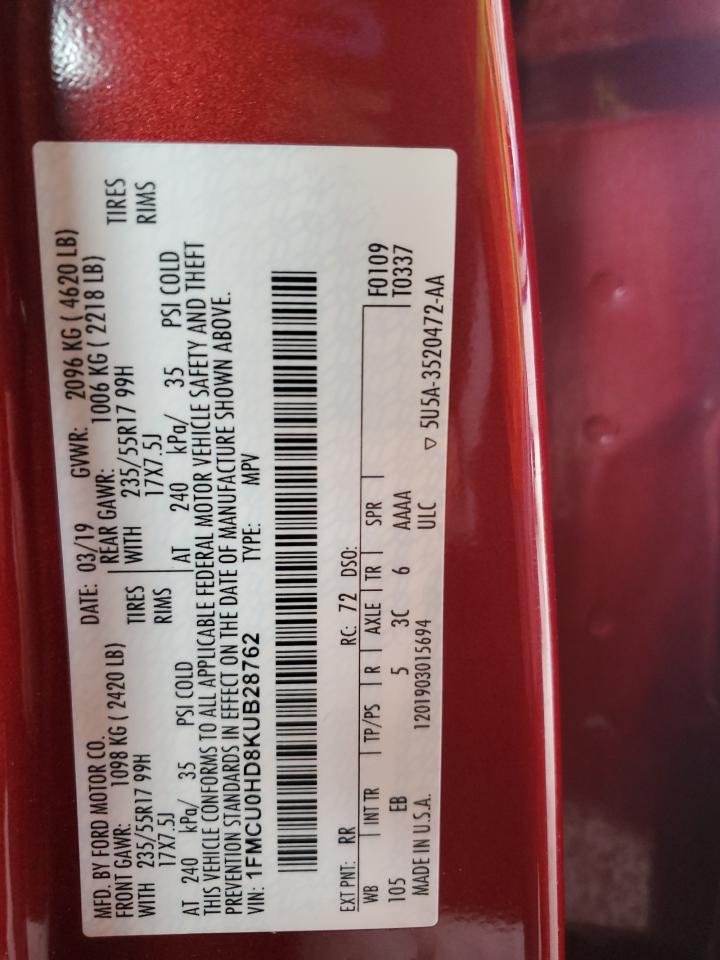 MFD. BY FORD MOTOR CO. DATE: 03/19 GVWR: 2096 KG ( 4620 LB)
FRONT GAWR: 1098 KG ( 2420 LB) REAR GAWR: 1006 KG ( 2218 LB)
WITH 235/55R17 99H TIRES WITH 235/55R17 99H TIRES
17X7.5J RIMS 17X7.5J RIMS
AT 240 kPa/ 35 PSI COLD AT 240 kPa/ 35 PSI COLD
THIS VEHICLE CONFORMS TO ALL APPLICABLE FEDERAL MOTOR VEHICLE SAFETY AND THEFT
PREVENTION STANDARDS IN EFFECT ON THE DATE OF MANUFACTURE SHOWN ABOVE.
VIN: 1FMCU0HD8KUB28762 TYPE: MPV
EXT PNT: RR RC: 72 DSO:
WB INT TR TP/PS R AXLE TR SPR F0109
105 EB 5 3C 6 AAAA T0337
MADE IN U.S.A. 1201903015694 ULC ▽ 5U5A-3520472-AA